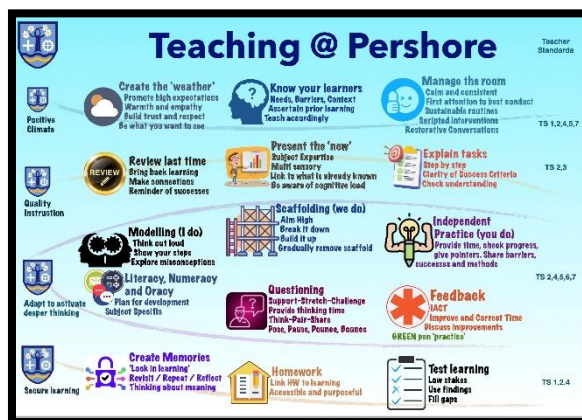 Teaching @ Pershore
Teacher
Standards
Positive
Climate
Create the 'weather'
Promote high expectations
Warmth and empathy
Build trust and respect
Be what you want to see
Know your learners
Needs, Barriers, Context
Ascertain prior learning
Teach accordingly
Manage the room
Calm and consistent
First attention to best conduct
Sustainable routines
Scripted interventions
Restorative Conversations
TS 1,2,4,5,7
Quality
Instruction
REVIEW
Review last time
Bring back learning
Make connections
Reminder of successes
Present the 'new'
Subject Expertise
Multi sensory
Link to what is already known
Be aware of cognitive load
Explain tasks
Step by step
Clarity of Success Criteria
Check understanding
TS 2,3
Modelling (I do)
Think out loud
Show your steps
Explore misconceptions
Scaffolding (we do)
Aim High
Break it down
Build it up
Gradually remove scaffold
Independent
Practice (you do)
Provide time, check progress,
give pointers. Share barriers,
successes and methods
Adapt to activate
deeper thinking
Literacy, Numeracy
and Oracy
Plan for development
Subject Specific
Questioning
Support-Stretch-Challenge
Provide thinking time
Think-Pair-Share
Pose, Pause, Pounce, Bounce
Feedback
IACT
Improve and Correct Time
Discuss improvements
GREEN pen 'practice'
TS 2,4,5,6,7
Secure learning
Create Memories
'Lock in learning'
Revisit / Repeat / Reflect
Thinking about meaning
Homework
Link HW to learning
Accessible and purposeful
Test learning
Low stakes
Use findings
Fill gaps
TS 1,2,4